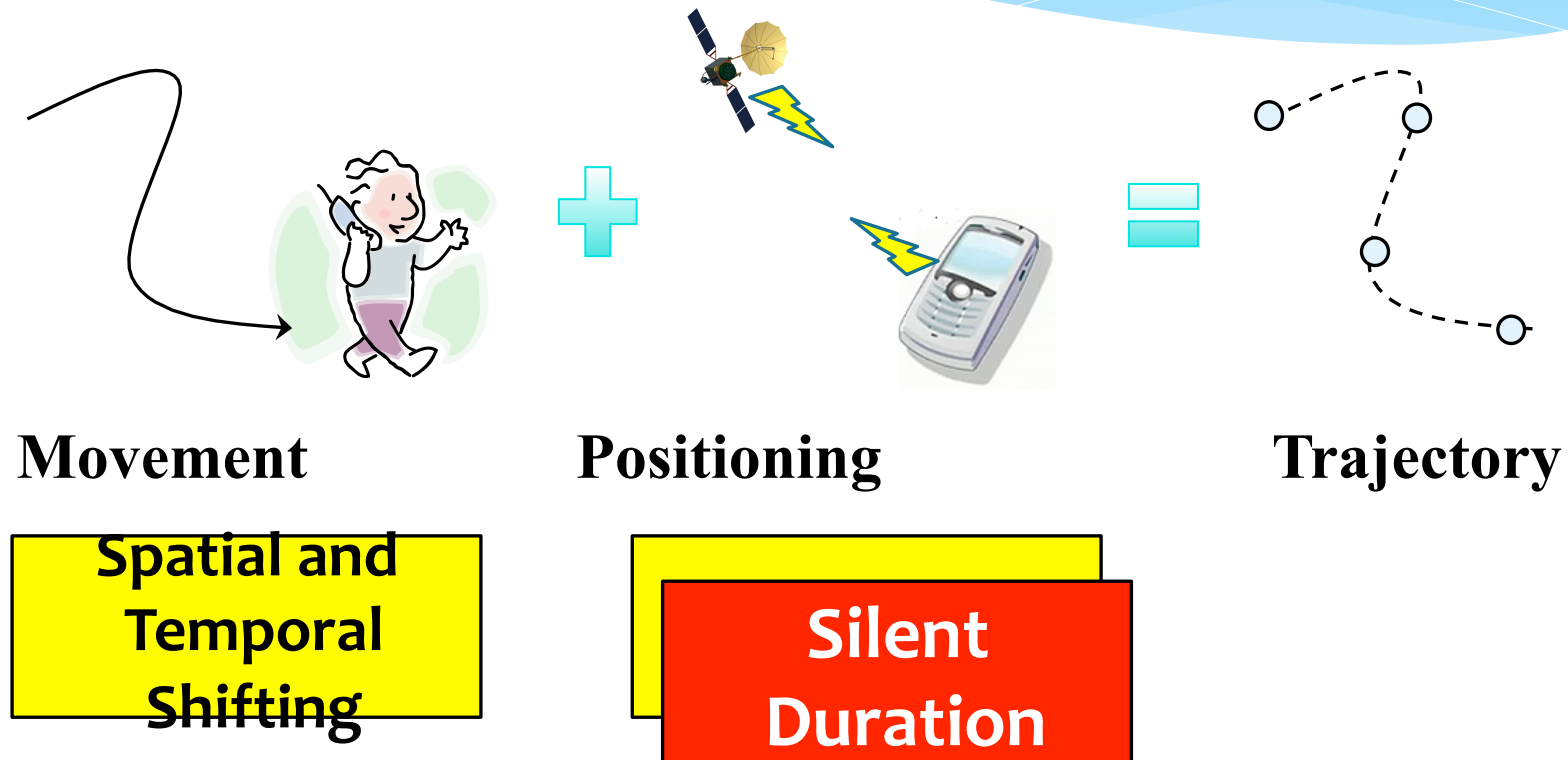 Movement
Positioning
Trajectory
Spatial and
Temporal
Shifting
Silent
Duration